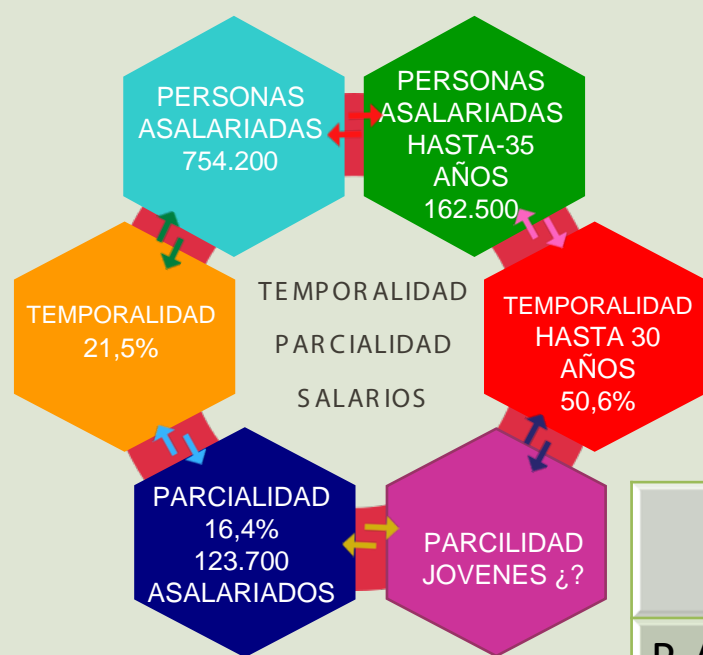 PERSONAS
ASALARIADAS
754.200
PERSONAS
ASALARIADAS
HASTA-35
AÑOS
162.500
TEMPORALIDAD
21,5%
TEMPORALIDAD
PARCIALIDAD
SALARIOS
TEMPORALIDAD
HASTA 30
AÑOS
50,6%
PARCIALIDAD
16,4%
123.700
ASALARIADOS
PARCILIDAD
JOVENES ¿?